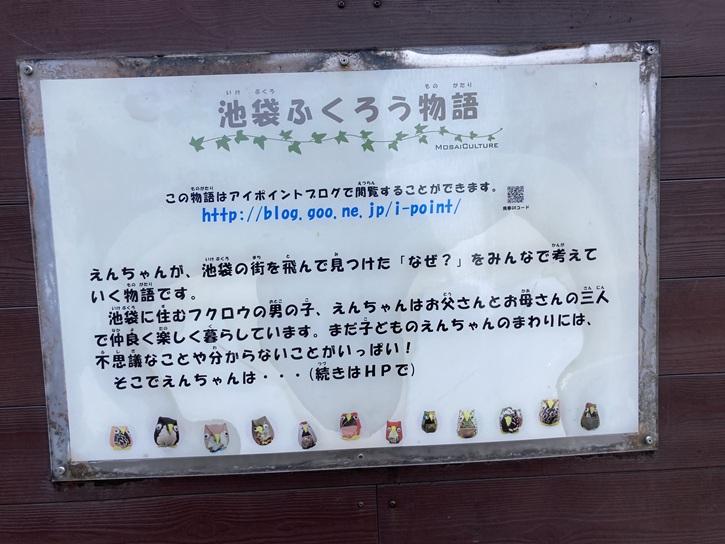 池袋ふくろう物語
MosaiCulture
この物語はアイポイントブログで閲覧することができます。
http://blog.goo.ne.jp/i-point/
えんちゃんが、池袋の街を飛んで見つけた「なぜ？」をみんなで考えて
いく物語です。
池袋に住むフクロウの男の子、えんちゃんはお父さんとお母さんの三人
で仲良く楽しく暮らしています。まだ子どものえんちゃんのまわりには、
不思議なことや分からないことがいっぱい！
そこでえんちゃんは・・・(続きはＨＰで)